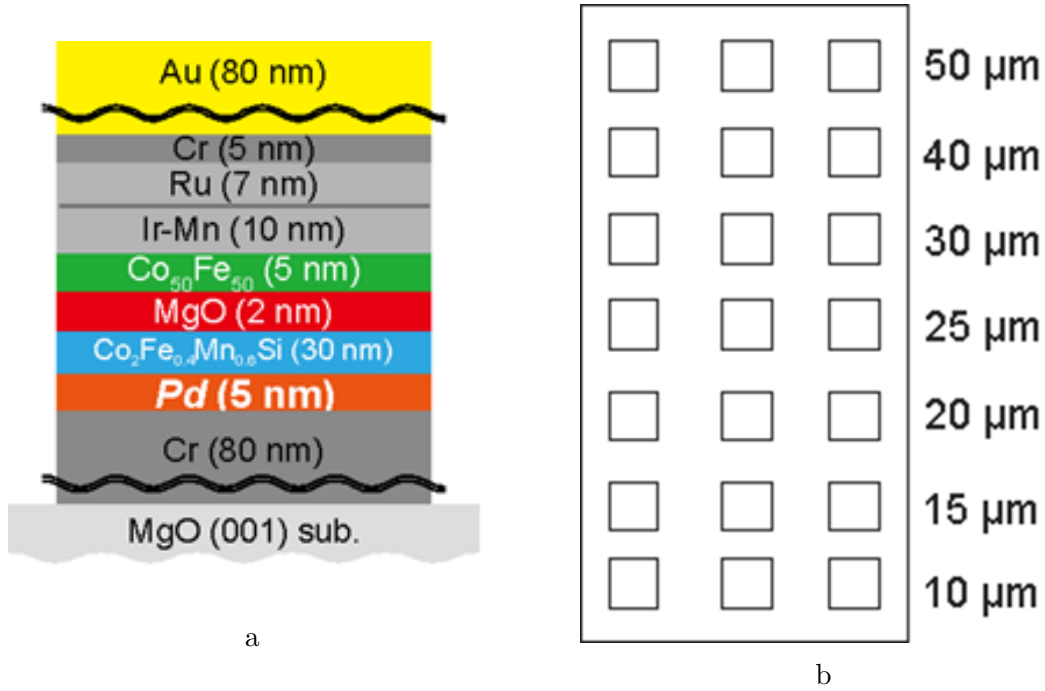 Au (80 nm)
Cr (5 nm)
Ru (7 nm)
Ir-Mn (10 nm)
Co₅₀Fe₅₀ (5 nm)
MgO (2 nm)
Co₂Fe₀.₄Mn₀.₆Si (30 nm)
Pd (5 nm)
Cr (80 nm)
MgO (001) sub.
a
50 µm
40 µm
30 µm
25 µm
20 µm
15 µm
10 µm
b